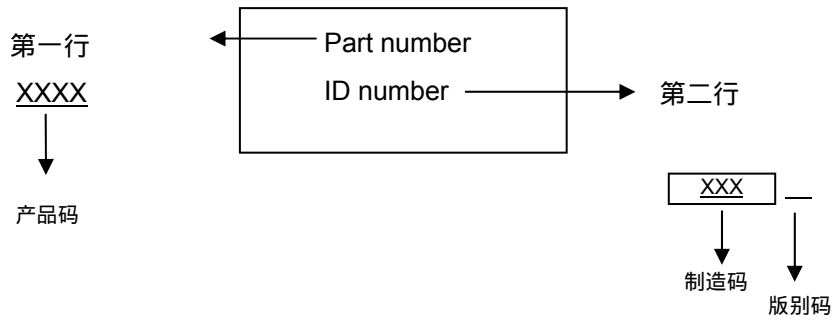 第一行
Part number
XXXX
ID number
第二行
产品码
XXX
制造码
版别码